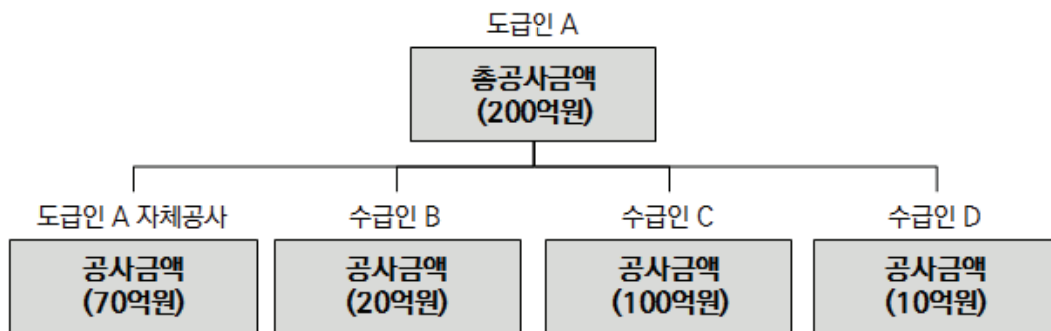 도급인 A
총공사금액
(200억원)
도급인 A 자체공사
수급인 B
수급인 C
수급인 D
공사금액
(70억원)
공사금액
(20억원)
공사금액
(100억원)
공사금액
(10억원)